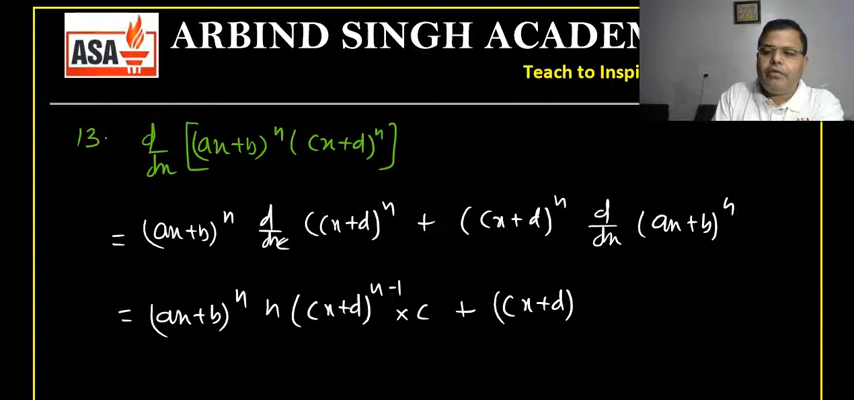 ASA
ARBIND SINGH ACADEM
Teach to Inspi
13. d/dx [(ax+b)^n (cx+d)^n]
= (ax+b)^n d/dx (cx+d)^n + (cx+d)^n d/dx (ax+b)^n
= (ax+b)^n n (cx+d)^{n-1} × c + (cx+d)